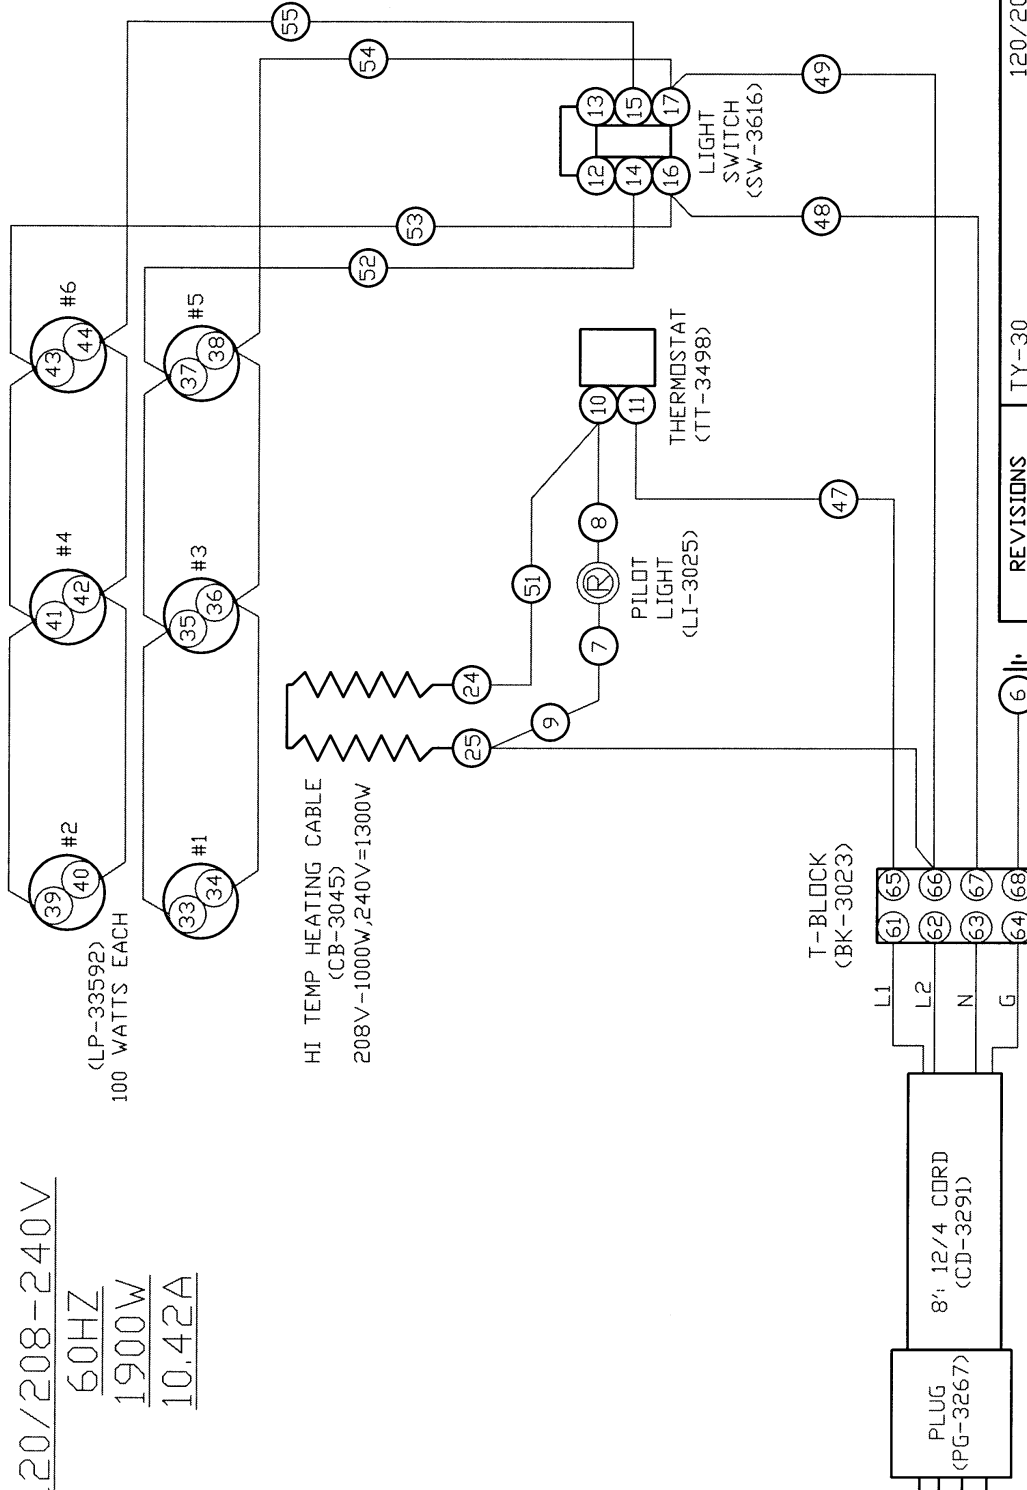 .20/208-240V
60HZ
1900W
10.42A
(LP-33592)
100 WATTS EACH
39
40
#2
41
42
#4
43
44
#6
33
34
#1
35
36
#3
37
38
#5
55
54
53
52
HI TEMP HEATING CABLE
(CB-3045)
208V-1000W,240V=1300W
25
24
9
51
7
R
8
PILOT
LIGHT
(LI-3025)
10
11
THERMOSTAT
(TT-3498)
12
13
14
15
16
17
LIGHT
SWITCH
(SW-3616)
49
48
47
T-BLOCK
(BK-3023)
L1
61
65
L2
62
66
N
63
67
G
64
68
6
8': 12/4 CORD
(CD-3291)
PLUG
(PG-3267)
REVISIONS
TY-30
120/20